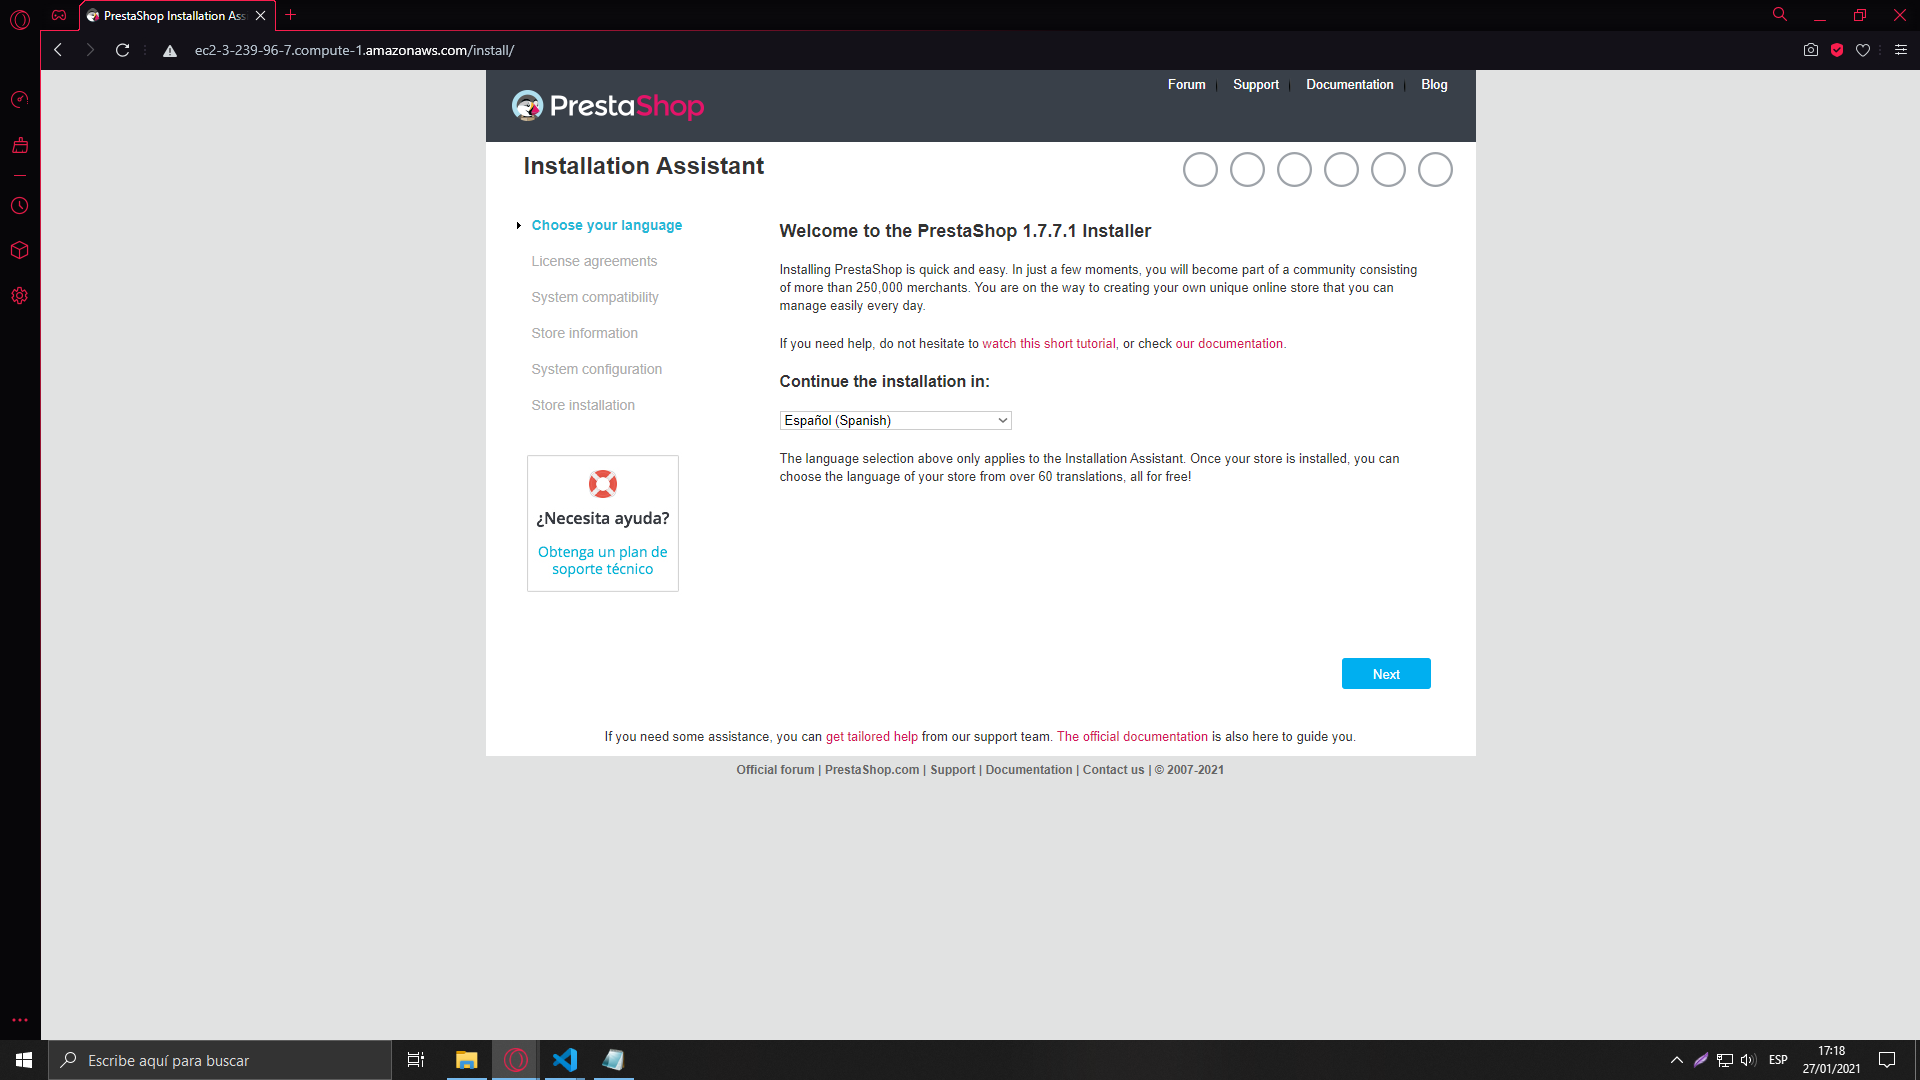 PrestaShop Installation Ass
ec2-3-239-96-7.compute-1.amazonaws.com/install/
Forum
Support
Documentation
Blog
PrestaShop
Installation Assistant
Choose your language
License agreements
System compatibility
Store information
System configuration
Store installation
¿Necesita ayuda?
Obtenga un plan de
soporte técnico
Welcome to the PrestaShop 1.7.7.1 Installer
Installing PrestaShop is quick and easy. In just a few moments, you will become part of a community consisting
of more than 250,000 merchants. You are on the way to creating your own unique online store that you can
manage easily every day.
If you need help, do not hesitate to watch this short tutorial, or check our documentation.
Continue the installation in:
Español (Spanish)
The language selection above only applies to the Installation Assistant. Once your store is installed, you can
choose the language of your store from over 60 translations, all for free!
Next
If you need some assistance, you can get tailored help from our support team. The official documentation is also here to guide you.
Official forum | PrestaShop.com | Support | Documentation | Contact us | © 2007-2021
Escribe aquí para buscar
ESP
17:18
27/01/2021